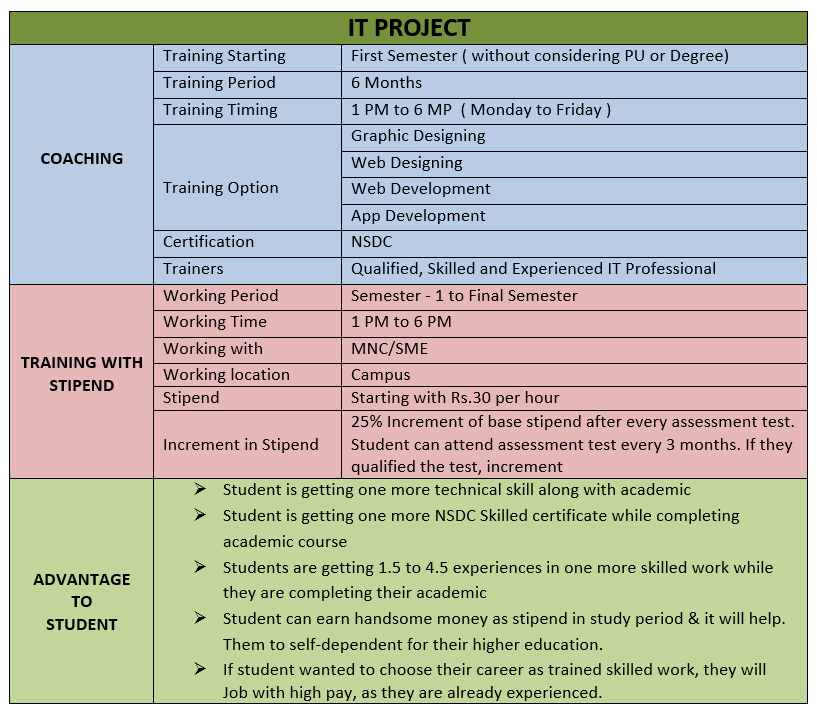 IT PROJECT
COACHING
Training Starting
First Semester ( without considering PU or Degree)
Training Period
6 Months
Training Timing
1 PM to 6 MP ( Monday to Friday )
Training Option
Graphic Designing
Web Designing
Web Development
App Development
Certification
NSDC
Trainers
Qualified, Skilled and Experienced IT Professional
TRAINING WITH
STIPEND
Working Period
Semester - 1 to Final Semester
Working Time
1 PM to 6 PM
Working with
MNC/SME
Working location
Campus
Stipend
Starting with Rs.30 per hour
Increment in Stipend
25% Increment of base stipend after every assessment test.
Student can attend assessment test every 3 months. If they
qualified the test, increment
ADVANTAGE
TO
STUDENT
➢ Student is getting one more technical skill along with academic
➢ Student is getting one more NSDC Skilled certificate while completing
academic course
➢ Students are getting 1.5 to 4.5 experiences in one more skilled work while
they are completing their academic
➢ Student can earn handsome money as stipend in study period & it will help.
Them to self-dependent for their higher education.
➢ If student wanted to choose their career as trained skilled work, they will
Job with high pay, as they are already experienced.